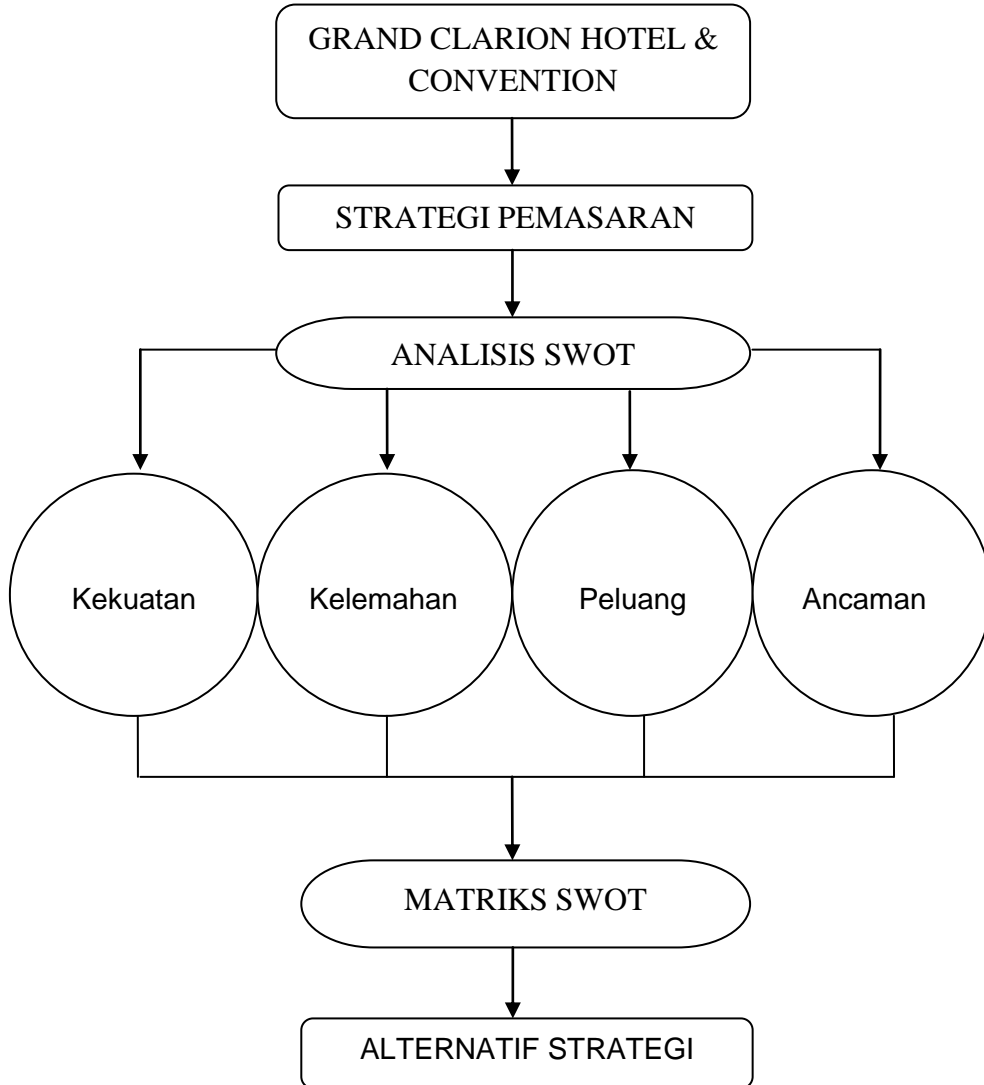 GRAND CLARION HOTEL &
CONVENTION
STRATEGI PEMASARAN
ANALISIS SWOT
Kekuatan
Kelemahan
Peluang
Ancaman
MATRIKS SWOT
ALTERNATIF STRATEGI